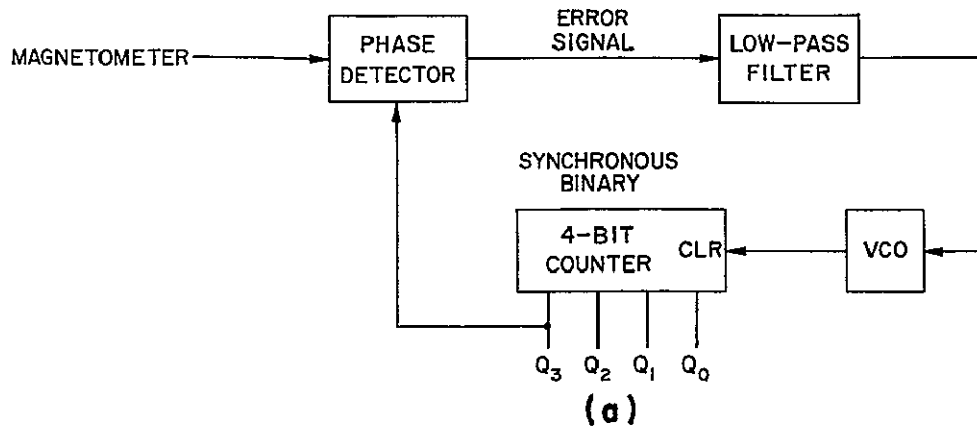 MAGNETOMETER
PHASE
DETECTOR
ERROR
SIGNAL
LOW-PASS
FILTER
SYNCHRONOUS
BINARY
4-BIT
COUNTER
CLR
VCO
Q3 Q2 Q1 Q0
(a)